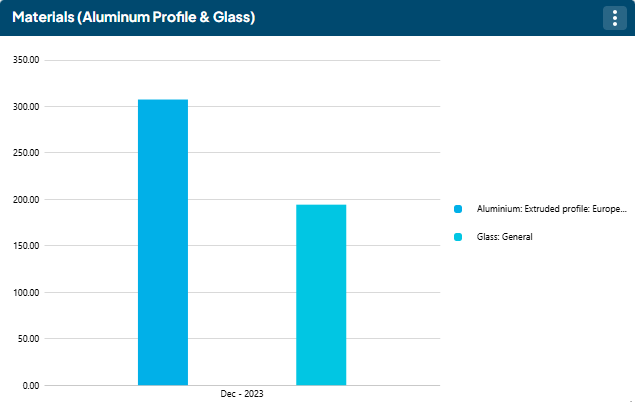 Materials (Aluminum Profile & Glass)
350.00
300.00
250.00
200.00
150.00
100.00
50.00
0.00
Dec - 2023
Aluminium: Extruded profile: Europe...
Glass: General